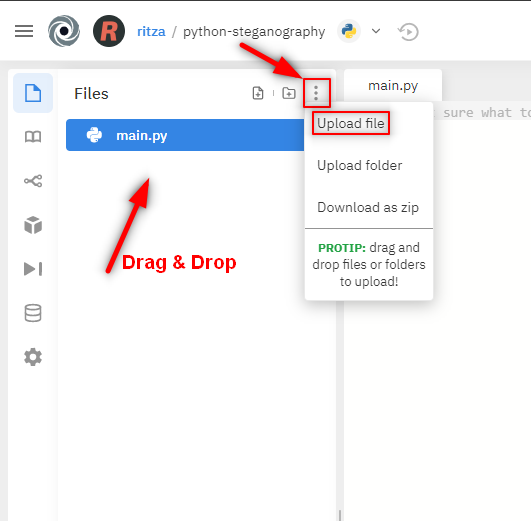 R ritza / python-steganography
Files
main.py
sure what to
main.py
Upload file
Upload folder
Download as zip
PROTIP: drag and
drop files or folders
to upload!
Drag & Drop